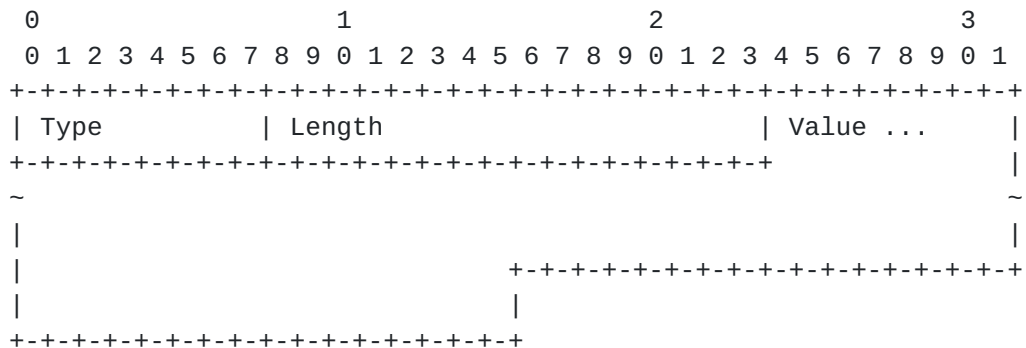 0                   1                   2                   3
 0 1 2 3 4 5 6 7 8 9 0 1 2 3 4 5 6 7 8 9 0 1 2 3 4 5 6 7 8 9 0 1
+-+-+-+-+-+-+-+-+-+-+-+-+-+-+-+-+-+-+-+-+-+-+-+-+-+-+-+-+-+-+-+-+
| Type          | Length                        | Value ...     |
+-+-+-+-+-+-+-+-+-+-+-+-+-+-+-+-+-+-+-+-+-+-+-+-+               |
~                                                               ~
|                                                               |
|                               +-+-+-+-+-+-+-+-+-+-+-+-+-+-+-+-+
|                               |
+-+-+-+-+-+-+-+-+-+-+-+-+-+-+-+-+